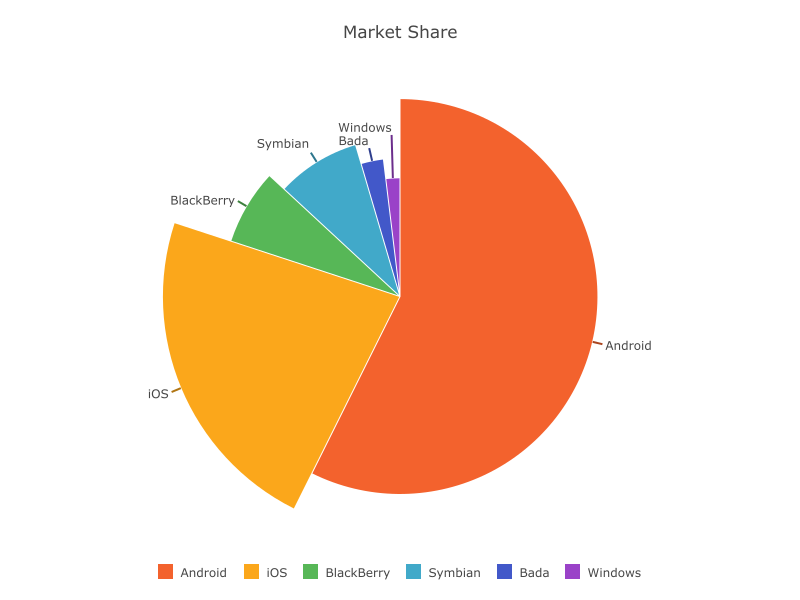 Market Share
Windows
Bada
Symbian
BlackBerry
Android
iOS
Android iOS BlackBerry Symbian Bada Windows